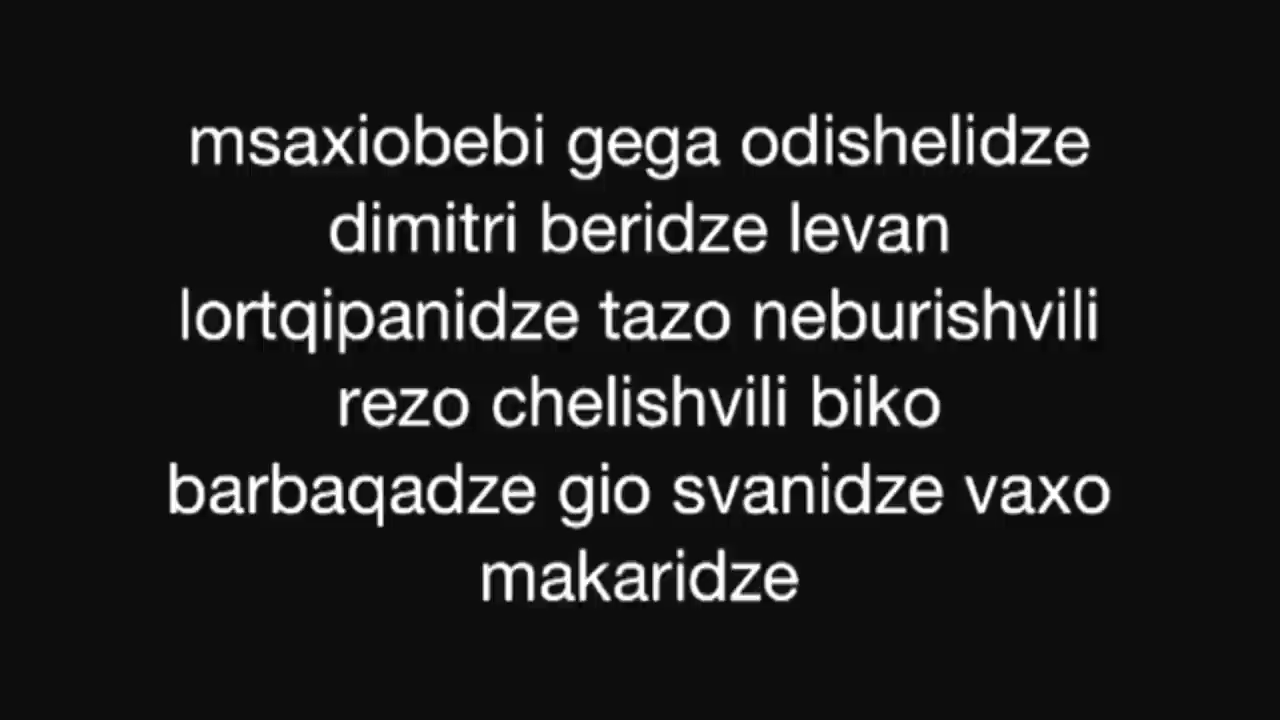 msaxiobebi gega odishelidze
dimitri beridze levan
lortqipanidze tazo neburishvili
rezo chelishvili biko
barbaqadze gio svanidze vaxo
makaridze